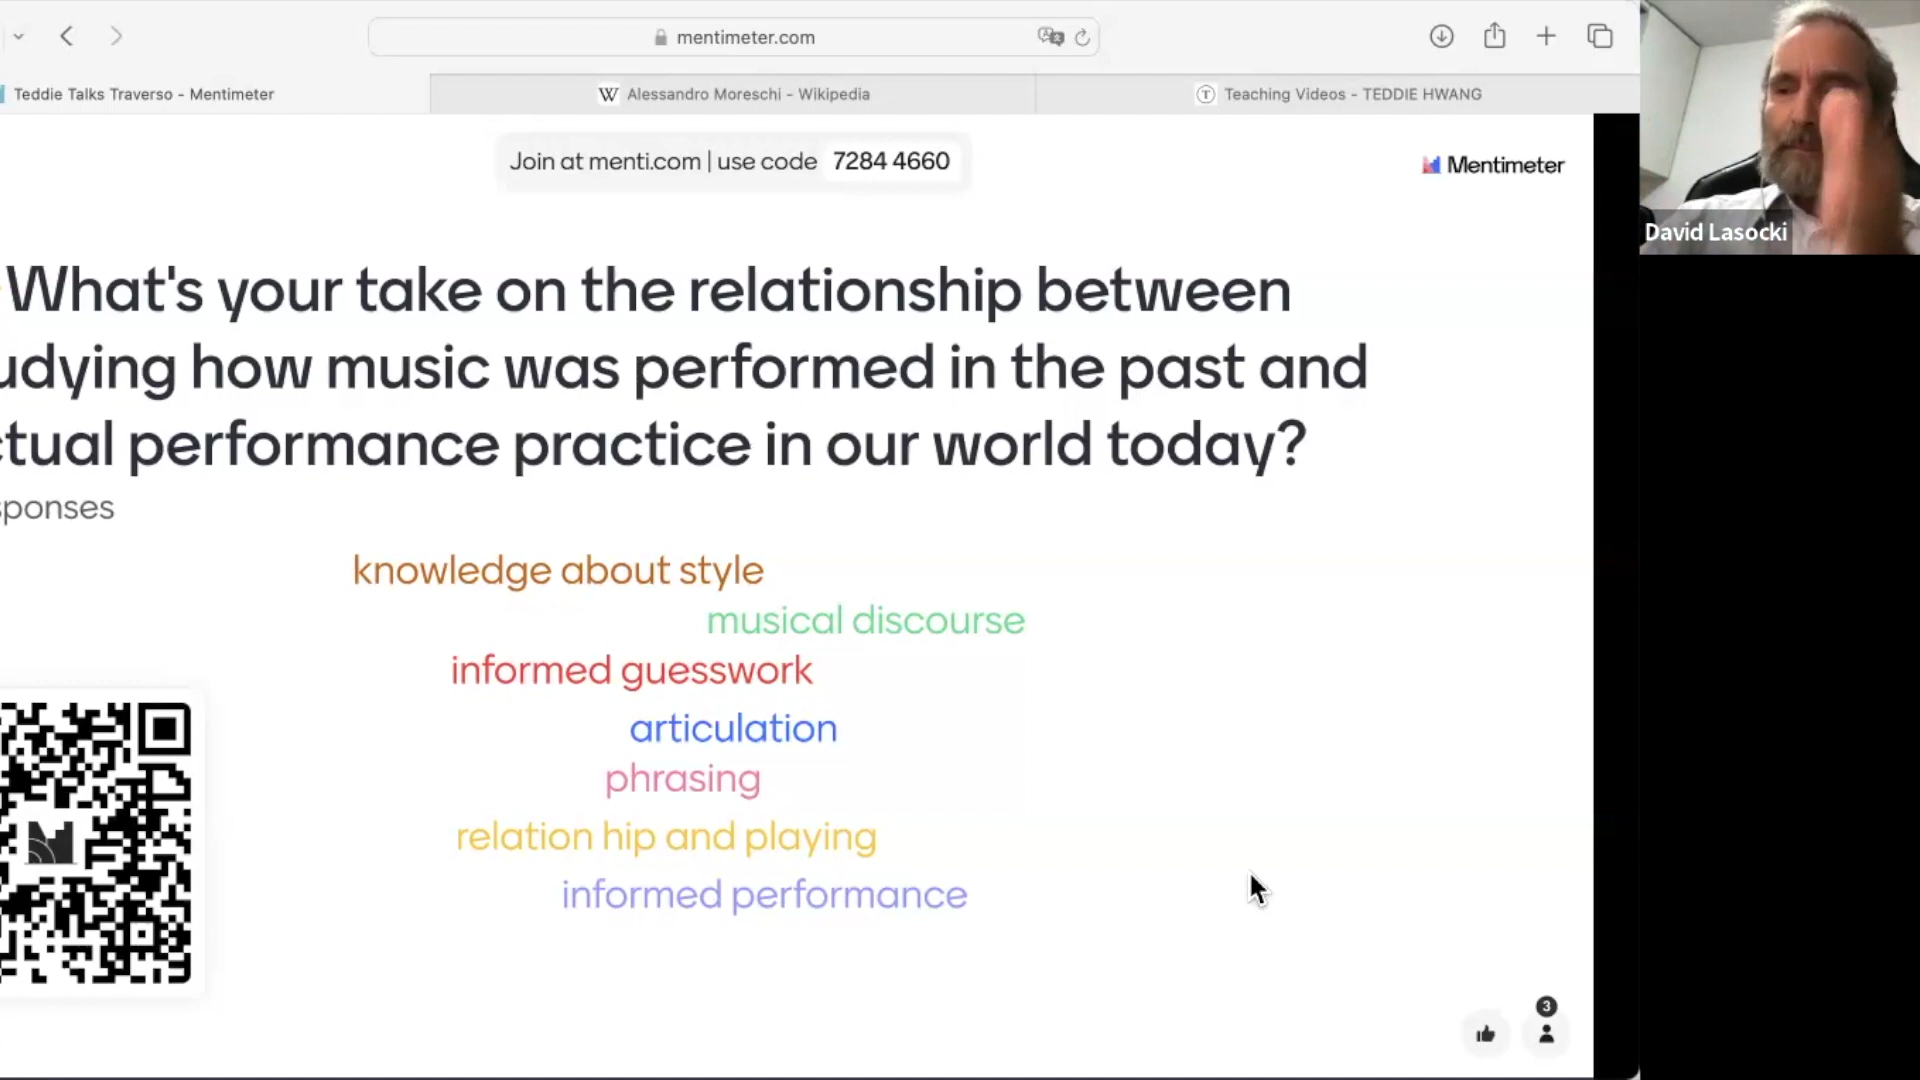 mentimeter.com
Teddie Talks Traverso - Mentimeter
W Alessandro Moreschi - Wikipedia
T Teaching Videos - TEDDIE HWANG
Join at menti.com | use code 7284 4660
Mentimeter
David Lasocki
What's your take on the relationship between
udying how music was performed in the past and
ctual performance practice in our world today?
sponses
knowledge about style
musical discourse
informed guesswork
articulation
phrasing
relation hip and playing
informed performance
3